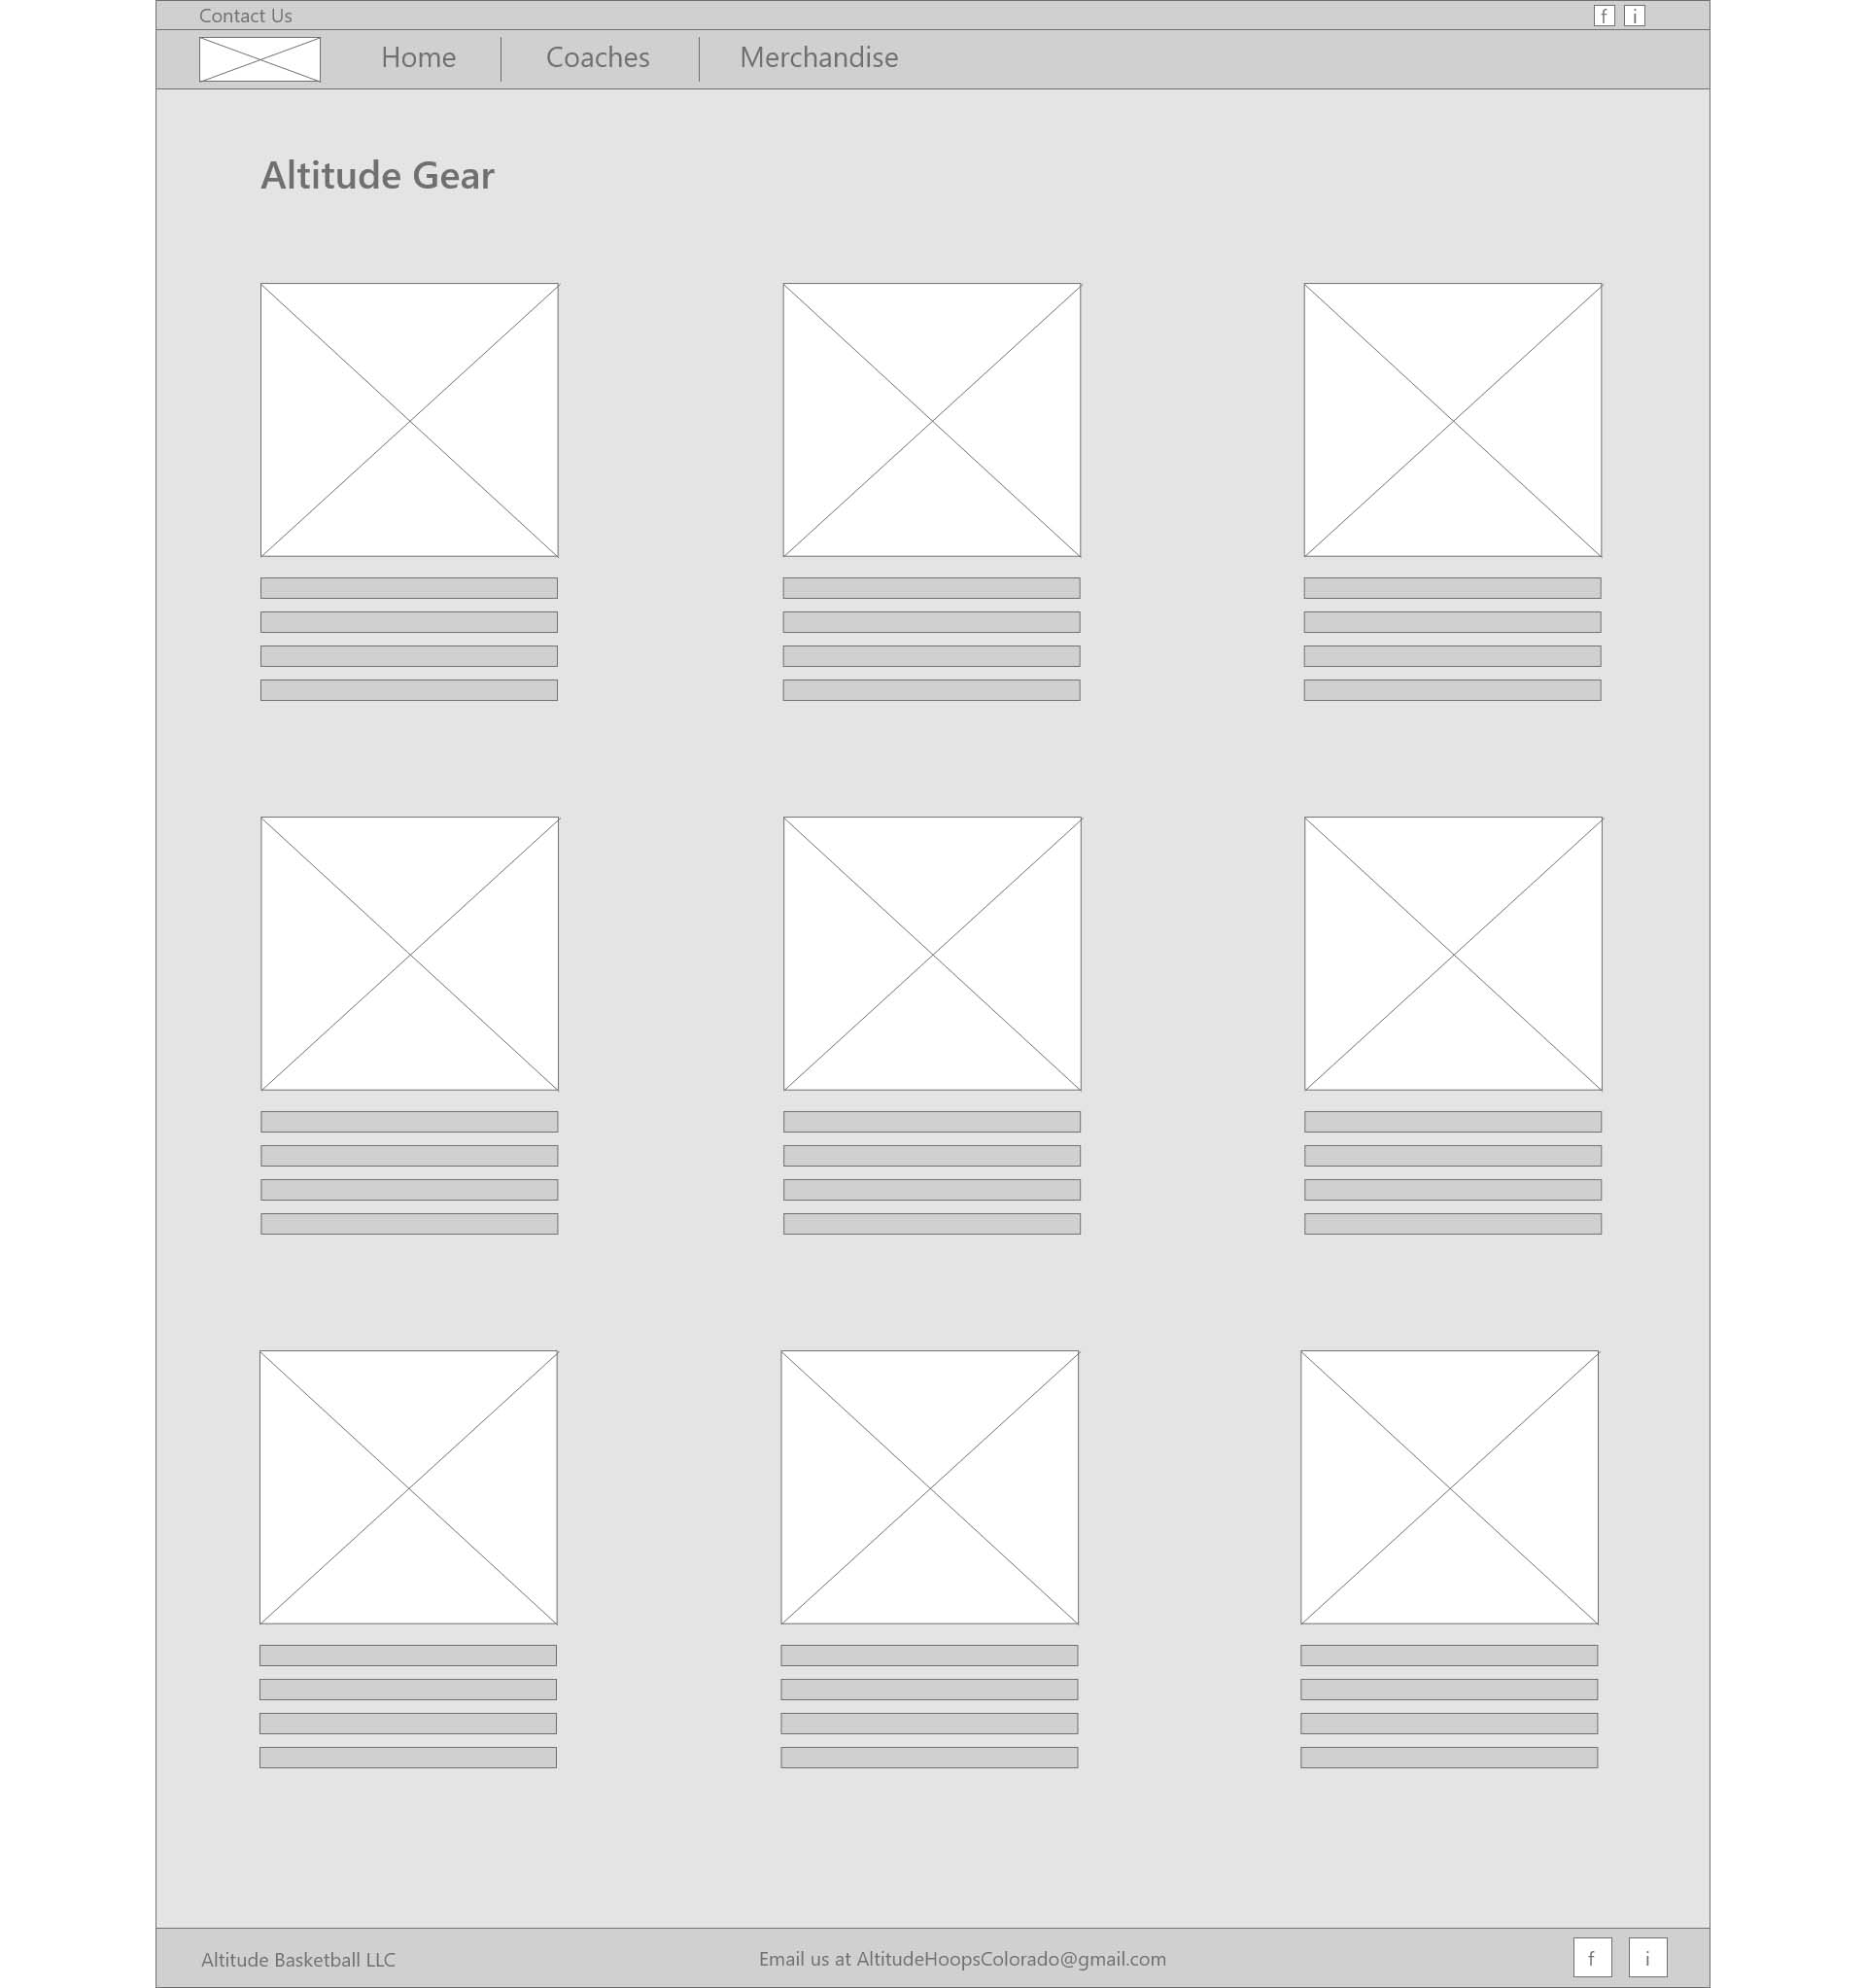 Contact Us
f i
Home Coaches Merchandise
Altitude Gear
Altitude Basketball LLC
Email us at AltitudeHoopsColorado@gmail.com
f i